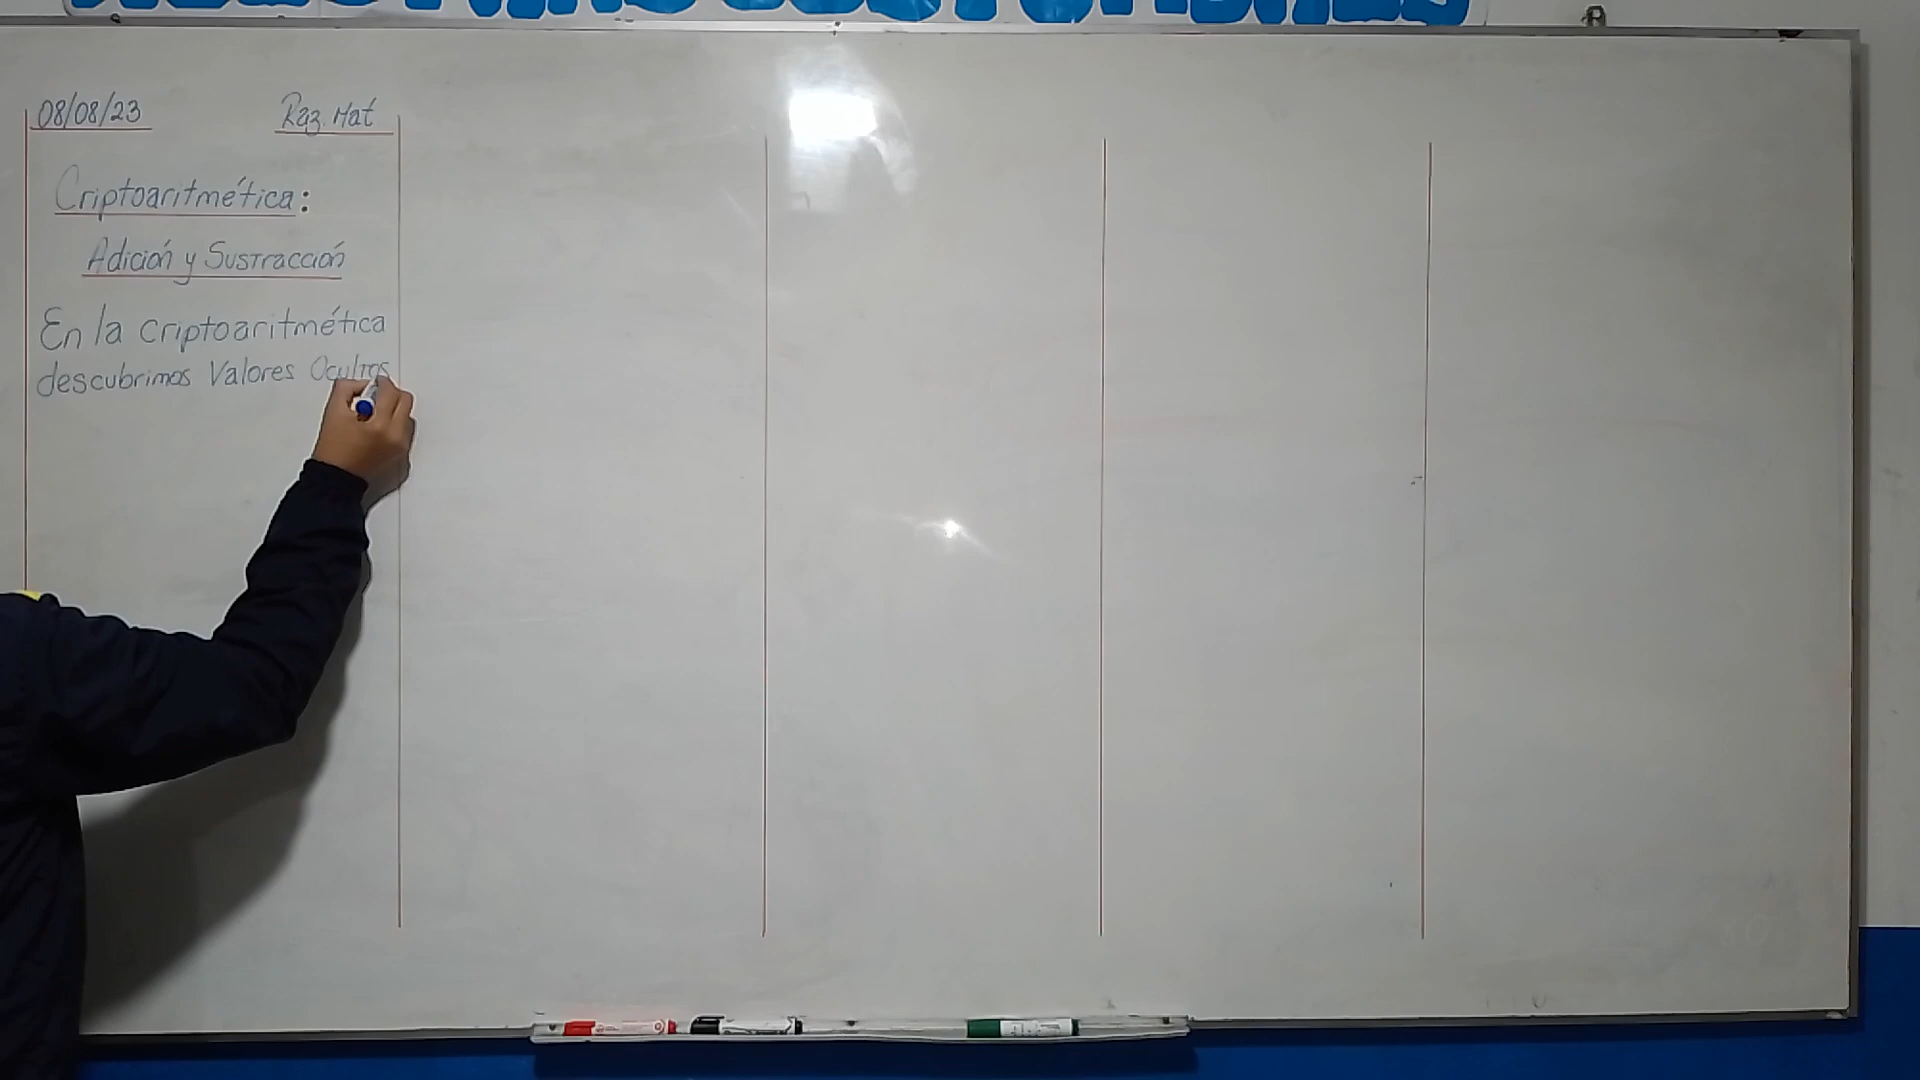 08/08/23 Raz. Mat
Criptoaritmética:
Adición y Sustracción
En la criptoaritmética
descubrimos Valores Ocultos